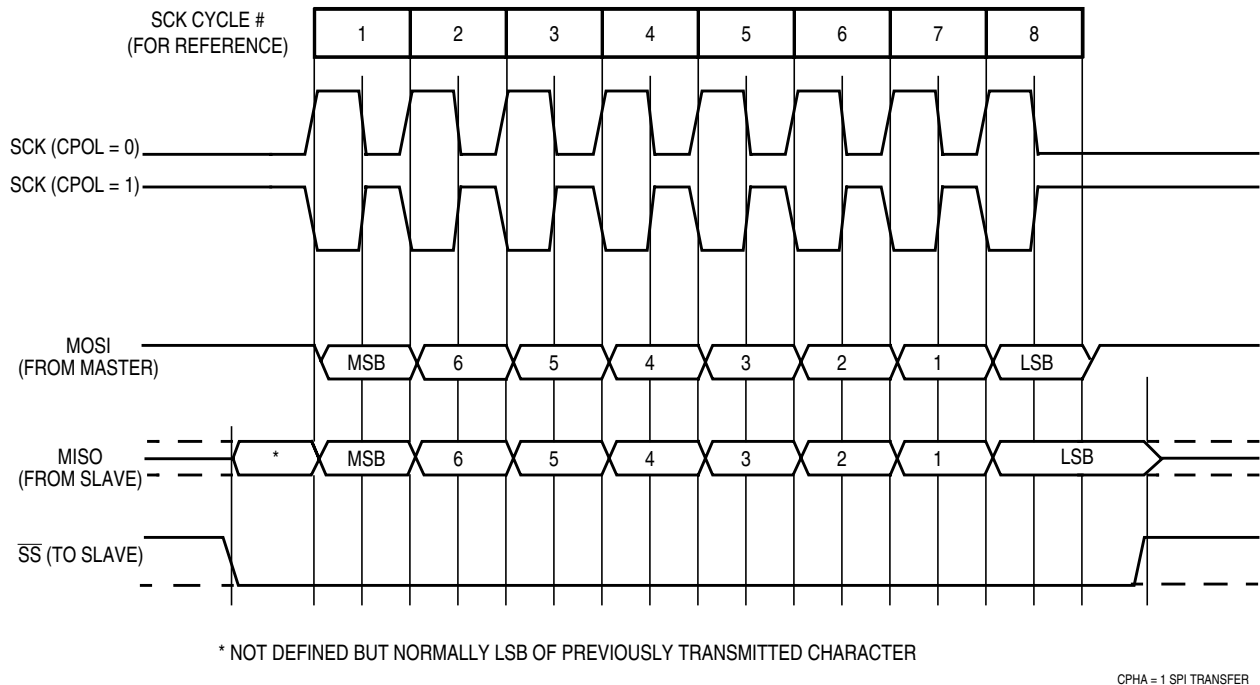 SCK CYCLE #
(FOR REFERENCE)
1 2 3 4 5 6 7 8
SCK (CPOL = 0)
SCK (CPOL = 1)
MOSI
(FROM MASTER)
MSB 6 5 4 3 2 1 LSB
MISO
(FROM SLAVE)
* MSB 6 5 4 3 2 1 LSB
S̅S̅ (TO SLAVE)
* NOT DEFINED BUT NORMALLY LSB OF PREVIOUSLY TRANSMITTED CHARACTER
CPHA = 1 SPI TRANSFER